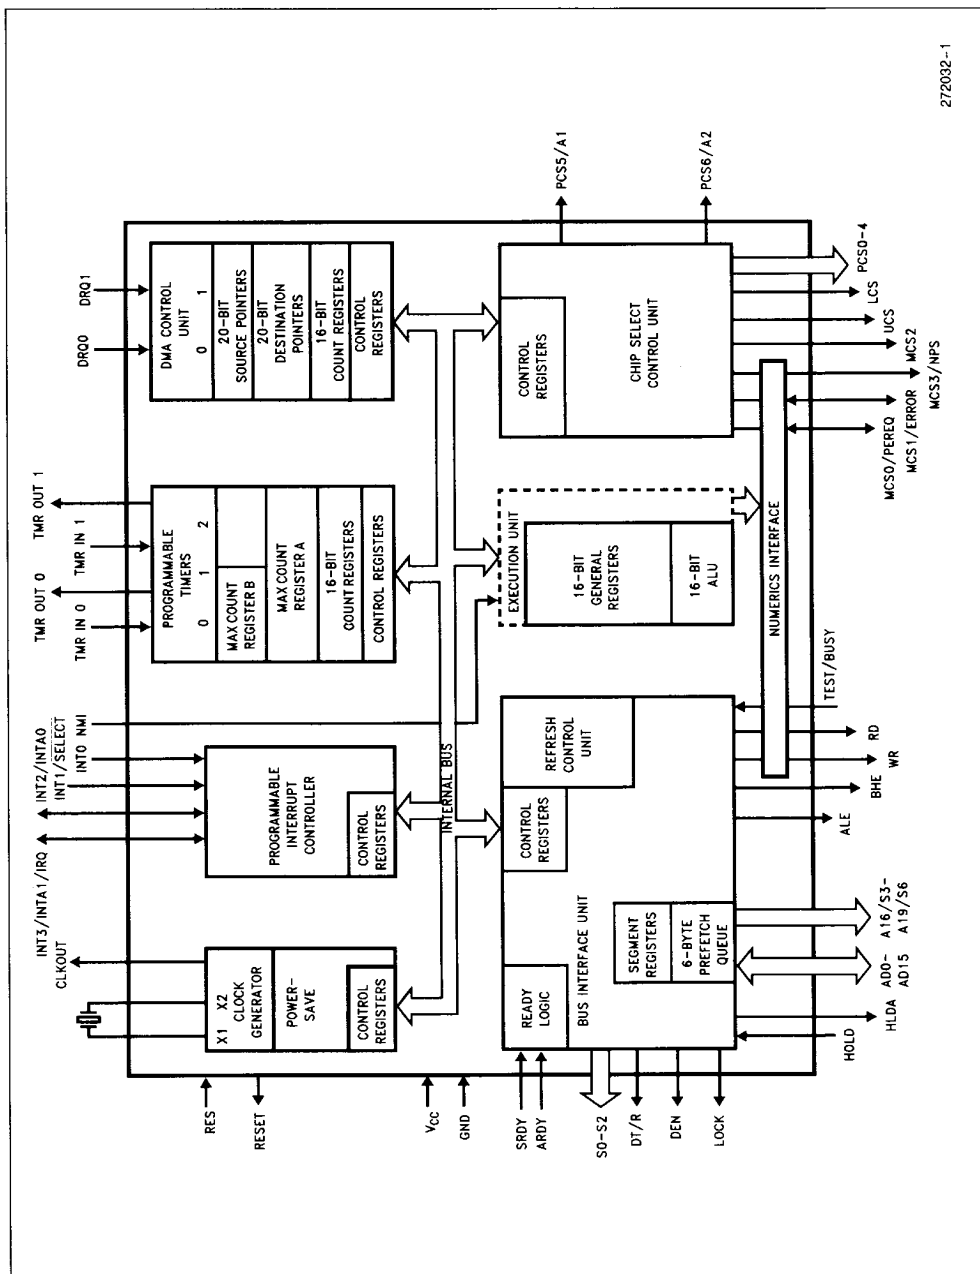 272032-1
INT3/INTA1/IRQ
INT2/INTA0
INT1/SELECT
INT0 NMI
TMR IN 0
TMR OUT 0
TMR IN 1
TMR OUT 1
DRQ0
DRQ1
CLKOUT
X1 X2
CLOCK
GENERATOR
POWER-
SAVE
CONTROL
REGISTERS
PROGRAMMABLE
INTERRUPT
CONTROLLER
CONTROL
REGISTERS
PROGRAMMABLE
TIMERS
0 1 2
MAX COUNT
REGISTER B
MAX COUNT
REGISTER A
16-BIT
COUNT REGISTERS
CONTROL REGISTERS
DMA CONTROL
UNIT
0 1
20-BIT
SOURCE POINTERS
20-BIT
DESTINATION
POINTERS
16-BIT
COUNT REGISTERS
CONTROL
REGISTERS
RES
RESET
VCC
GND
SRDY
ARDY
S0-S2
DT/R
DEN
LOCK
INTERNAL BUS
READY
LOGIC
BUS INTERFACE UNIT
CONTROL
REGISTERS
REFRESH
CONTROL
UNIT
SEGMENT
REGISTERS
6-BYTE
PREFETCH
QUEUE
EXECUTION UNIT
16-BIT
GENERAL
REGISTERS
16-BIT
ALU
CONTROL
REGISTERS
CHIP SELECT
CONTROL UNIT
PCS5/A1
PCS6/A2
NUMERICS INTERFACE
HOLD
HLDA
AD0-
AD15
A16/S3-
A19/S6
ALE
BHE
WR
RD
TEST/BUSY
MCS0/PEREQ
MCS1/ERROR
MCS3/NPS
MCS2
UCS
LCS
PCS0-4